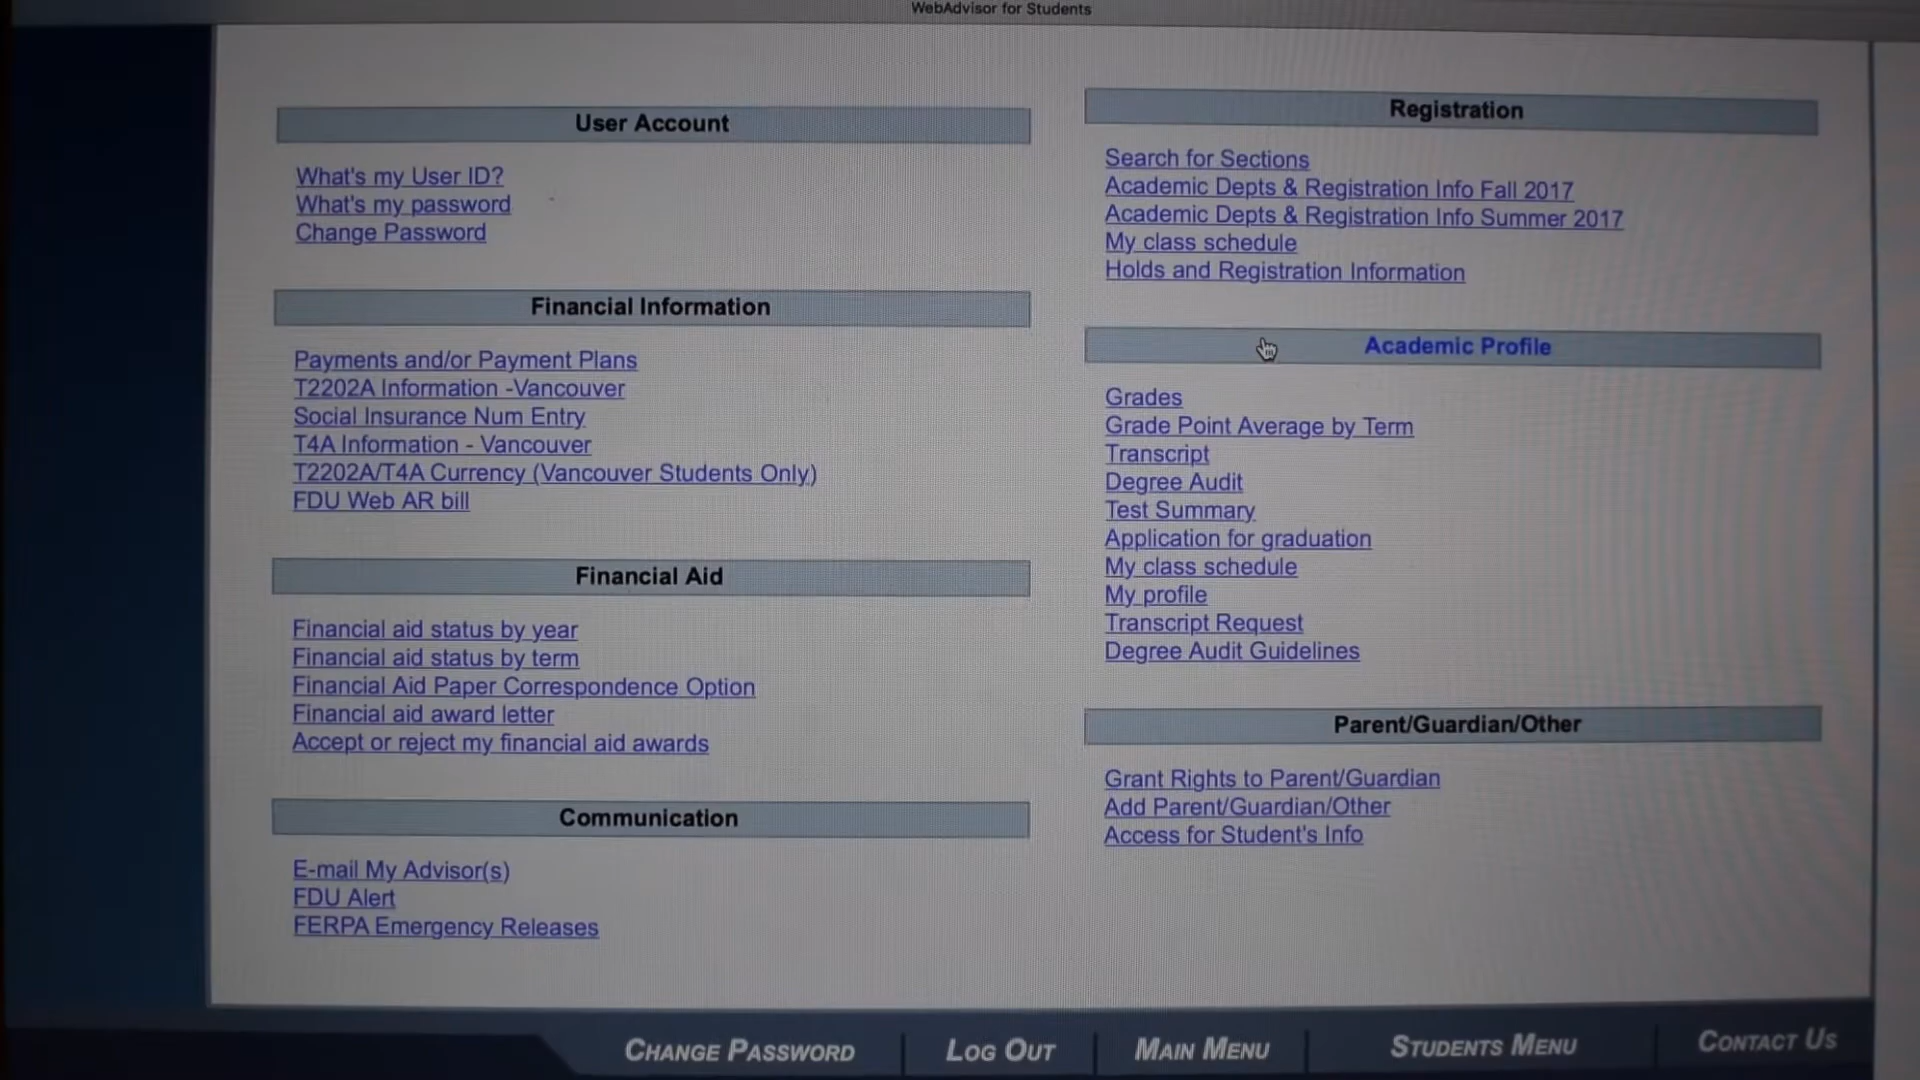 WebAdvisor for Students
User Account
What's my User ID?
What's my password
Change Password
Financial Information
Payments and/or Payment Plans
T2202A Information -Vancouver
Social Insurance Num Entry
T4A Information - Vancouver
T2202A/T4A Currency (Vancouver Students Only)
FDU Web AR bill
Financial Aid
Financial aid status by year
Financial aid status by term
Financial Aid Paper Correspondence Option
Financial aid award letter
Accept or reject my financial aid awards
Communication
E-mail My Advisor(s)
FDU Alert
FERPA Emergency Releases
Registration
Search for Sections
Academic Depts & Registration Info Fall 2017
Academic Depts & Registration Info Summer 2017
My class schedule
Holds and Registration Information
Academic Profile
Grades
Grade Point Average by Term
Transcript
Degree Audit
Test Summary
Application for graduation
My class schedule
My profile
Transcript Request
Degree Audit Guidelines
Parent/Guardian/Other
Grant Rights to Parent/Guardian
Add Parent/Guardian/Other
Access for Student's Info
CHANGE PASSWORD LOG OUT MAIN MENU STUDENTS MENU CONTACT US